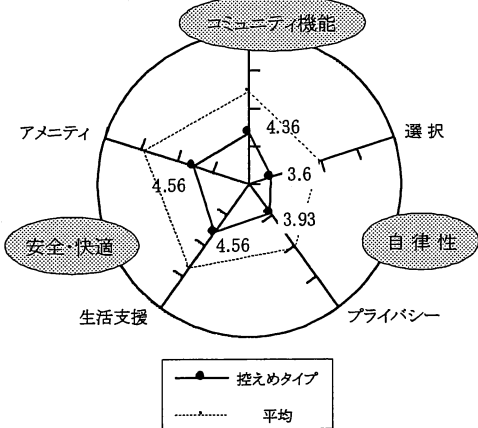 コミュニティ機能
アメニティ
4.36
選択
3.6
4.56
3.93
安全・快適
4.56
自律性
生活支援
プライバシー
控えめタイプ
平均